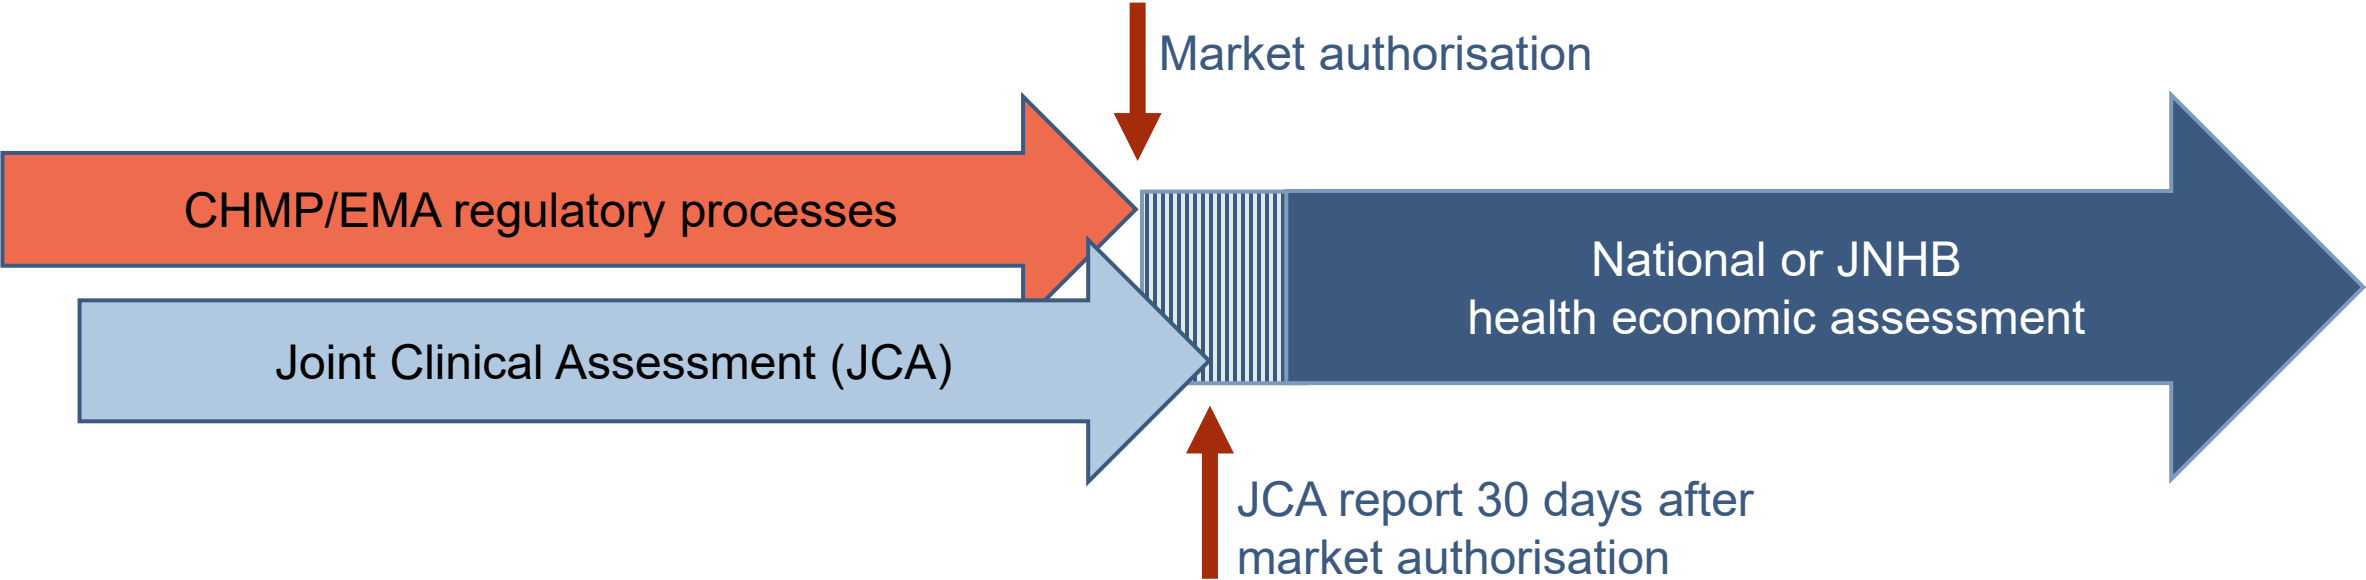 Market authorisation
CHMP/EMA regulatory processes
National or JNHB
health economic assessment
Joint Clinical Assessment (JCA)
JCA report 30 days after
market authorisation